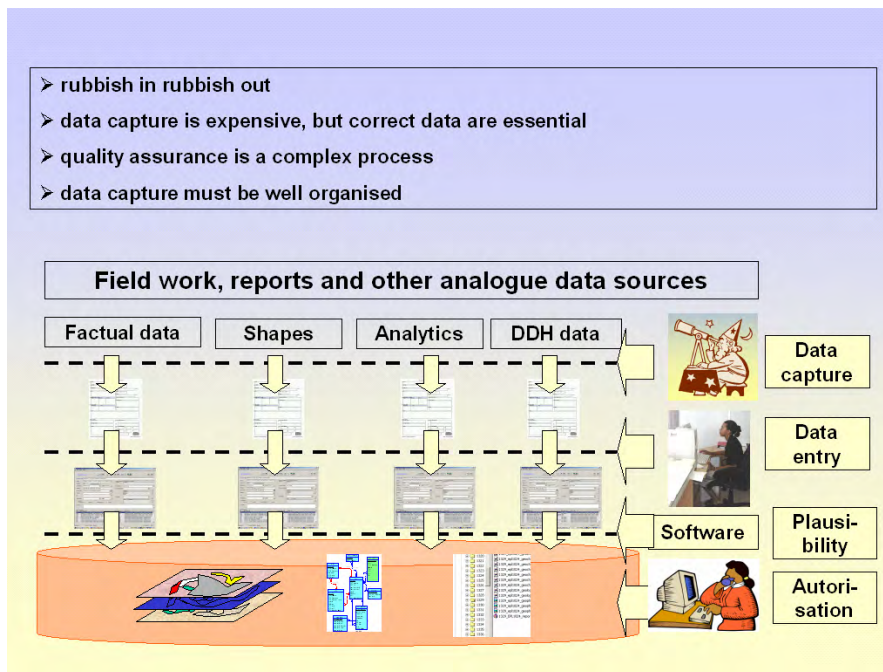 ➢ rubbish in rubbish out
➢ data capture is expensive, but correct data are essential
➢ quality assurance is a complex process
➢ data capture must be well organised
Field work, reports and other analogue data sources
Factual data
Shapes
Analytics
DDH data
Data
capture
Data
entry
Software
Plausi-
bility
Autori-
sation